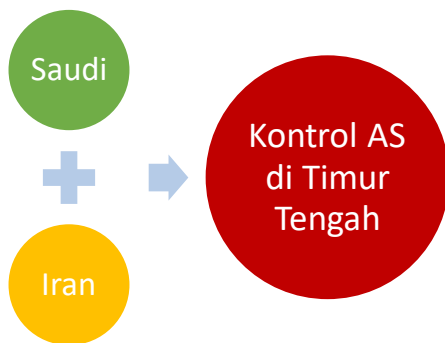 Saudi
Iran
Kontrol AS
di Timur
Tengah